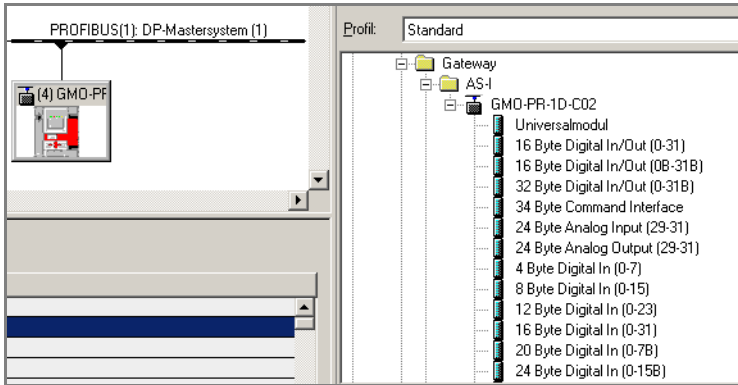 PROFIBUS(1): DP-Mastersystem (1)
(4) GMO-PF
Profil:
Standard
Gateway
AS-I
GMO-PR-1D-C02
Universalmodul
16 Byte Digital In/Out (0-31)
16 Byte Digital In/Out (0B-31B)
32 Byte Digital In/Out (0-31B)
34 Byte Command Interface
24 Byte Analog Input (29-31)
24 Byte Analog Output (29-31)
4 Byte Digital In (0-7)
8 Byte Digital In (0-15)
12 Byte Digital In (0-23)
16 Byte Digital In (0-31)
20 Byte Digital In (0-7B)
24 Byte Digital In (0-15B)